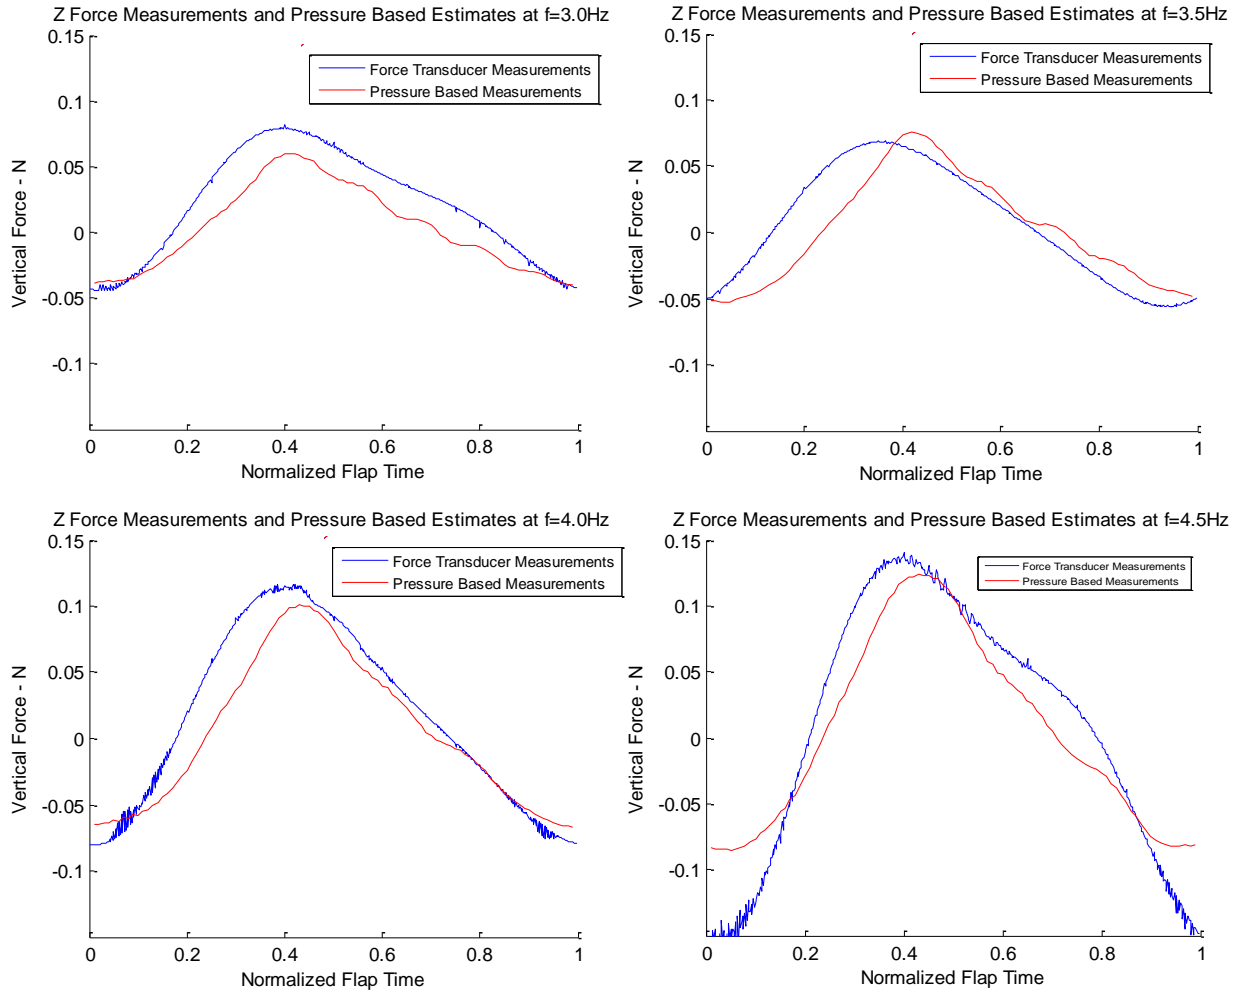 Z Force Measurements and Pressure Based Estimates at f=3.0Hz
0.15
0.1
0.05
0
-0.05
-0.1
Vertical Force - N
Force Transducer Measurements
Pressure Based Measurements
0 0.2 0.4 0.6 0.8 1
Normalized Flap Time
Z Force Measurements and Pressure Based Estimates at f=3.5Hz
0.15
0.1
0.05
0
-0.05
-0.1
Vertical Force - N
Force Transducer Measurements
Pressure Based Measurements
0 0.2 0.4 0.6 0.8 1
Normalized Flap Time
Z Force Measurements and Pressure Based Estimates at f=4.0Hz
0.15
0.1
0.05
0
-0.05
-0.1
Vertical Force - N
Force Transducer Measurements
Pressure Based Measurements
0 0.2 0.4 0.6 0.8 1
Normalized Flap Time
Z Force Measurements and Pressure Based Estimates at f=4.5Hz
0.15
0.1
0.05
0
-0.05
-0.1
Vertical Force - N
Force Transducer Measurements
Pressure Based Measurements
0 0.2 0.4 0.6 0.8 1
Normalized Flap Time